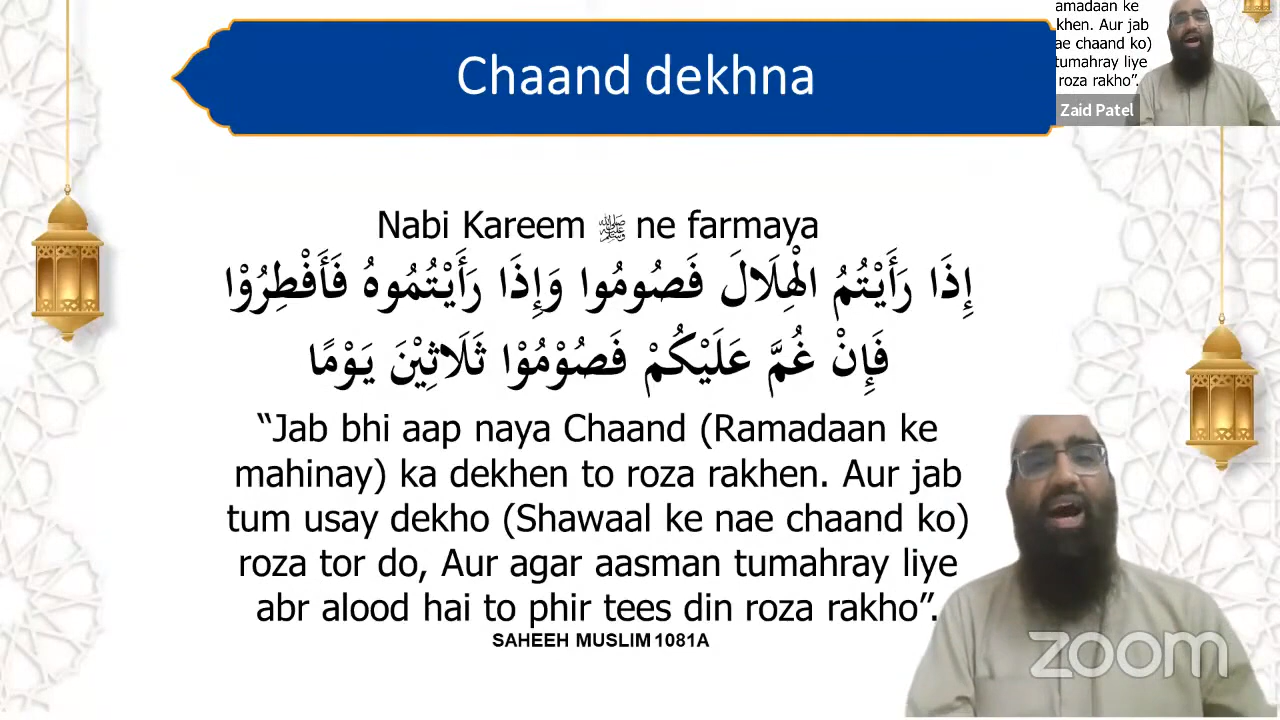 Chaand dekhna
amadaan ke
khen. Aur jab
ae chaand ko)
tumahray liye
roza rakho”.
Zaid Patel
Nabi Kareem ﷺ ne farmaya
إِذَا رَأَيْتُمُ الْهِلَالَ فَصُومُوا وَإِذَا رَأَيْتُمُوهُ فَأَفْطِرُوْا
فَإِنْ غُمَّ عَلَيْكُمْ فَصُوْمُوْا ثَلَاثِيْنَ يَوْمًا
“Jab bhi aap naya Chaand (Ramadaan ke
mahinay) ka dekhen to roza rakhen. Aur jab
tum usay dekho (Shawaal ke nae chaand ko)
roza tor do, Aur agar aasman tumahray liye
abr alood hai to phir tees din roza rakho”.
SAHEEH MUSLIM 1081A
zoom